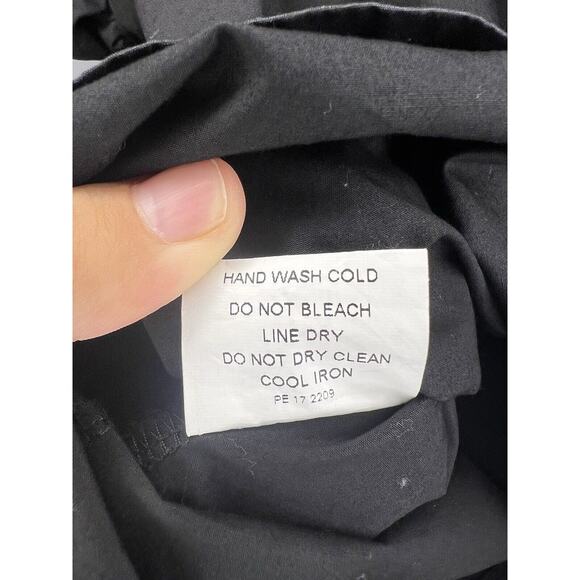 HAND WASH COLD
DO NOT BLEACH
LINE DRY
DO NOT DRY CLEAN
COOL IRON
PE 17 2209